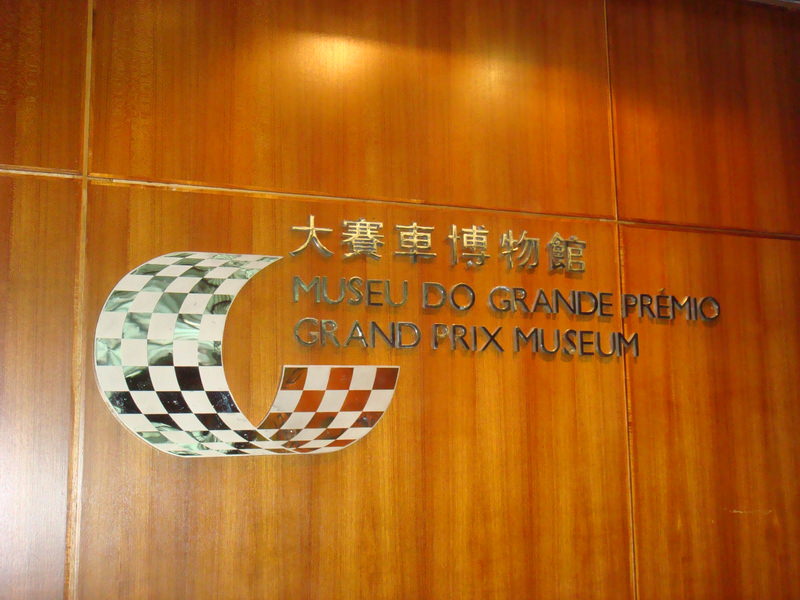 大賽車博物館
MUSEU DO GRANDE PRÉMIO
GRAND PRIX MUSEUM